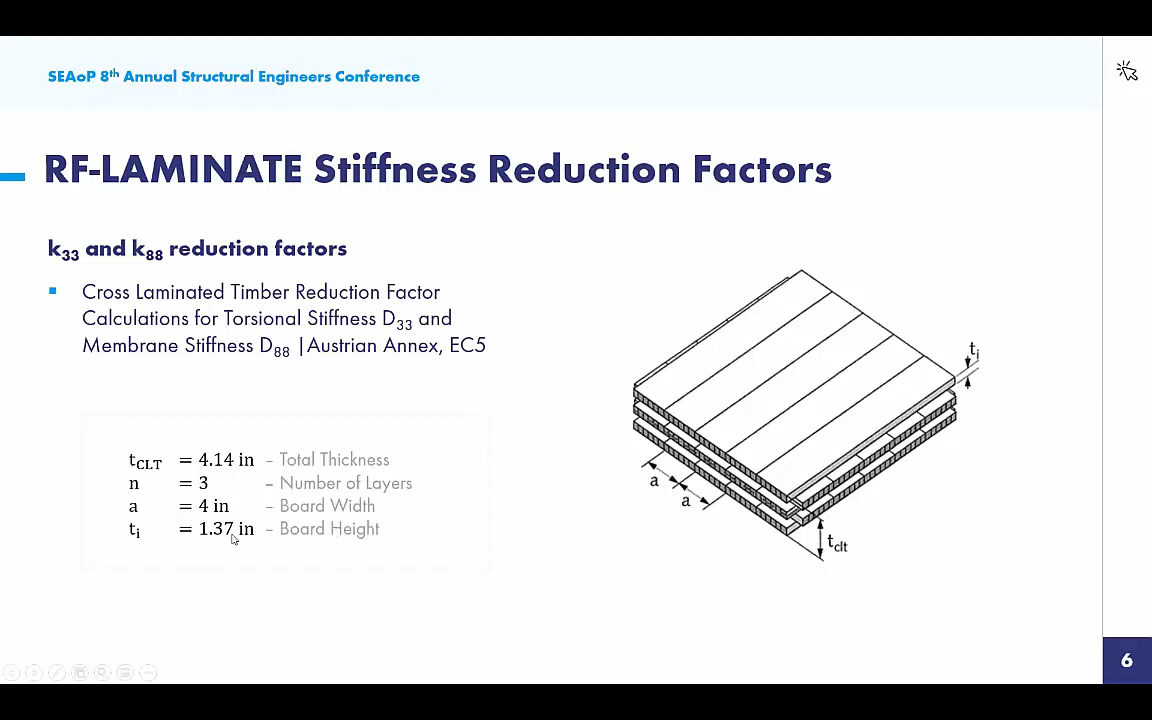 SEAoP 8th Annual Structural Engineers Conference
RF-LAMINATE Stiffness Reduction Factors
k33 and k88 reduction factors
Cross Laminated Timber Reduction Factor
Calculations for Torsional Stiffness D33 and
Membrane Stiffness D88 |Austrian Annex, EC5
tCLT = 4.14 in – Total Thickness
n = 3 – Number of Layers
a = 4 in – Board Width
ti = 1.37 in – Board Height
ti
a
a
tclt
6